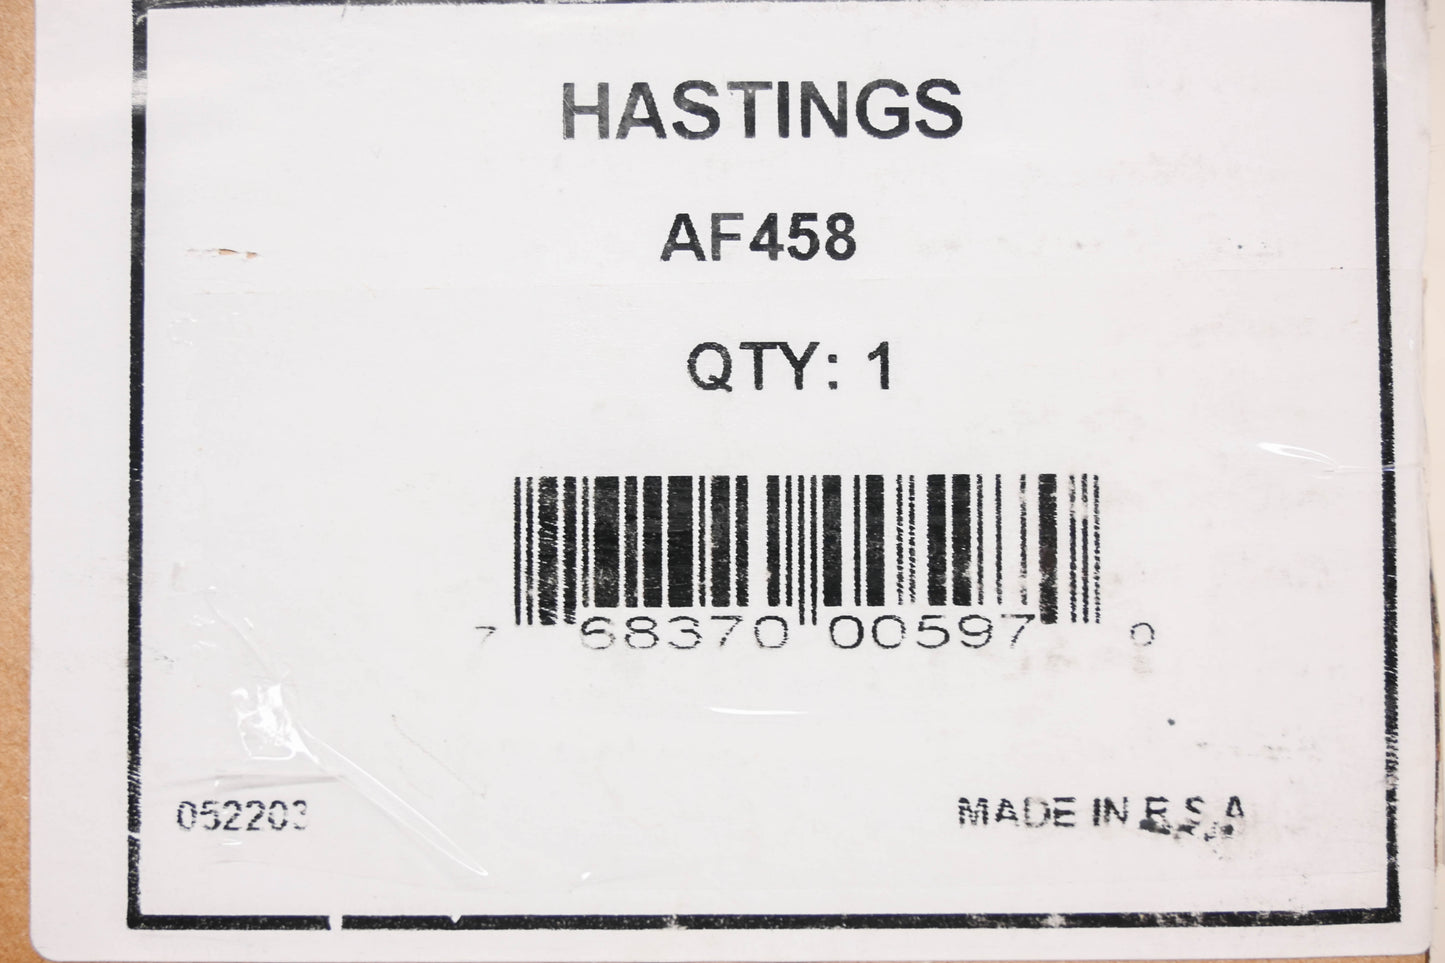 HASTINGS
AF458
QTY: 1
7 68370 00597 0
052203
MADE IN R.S.A